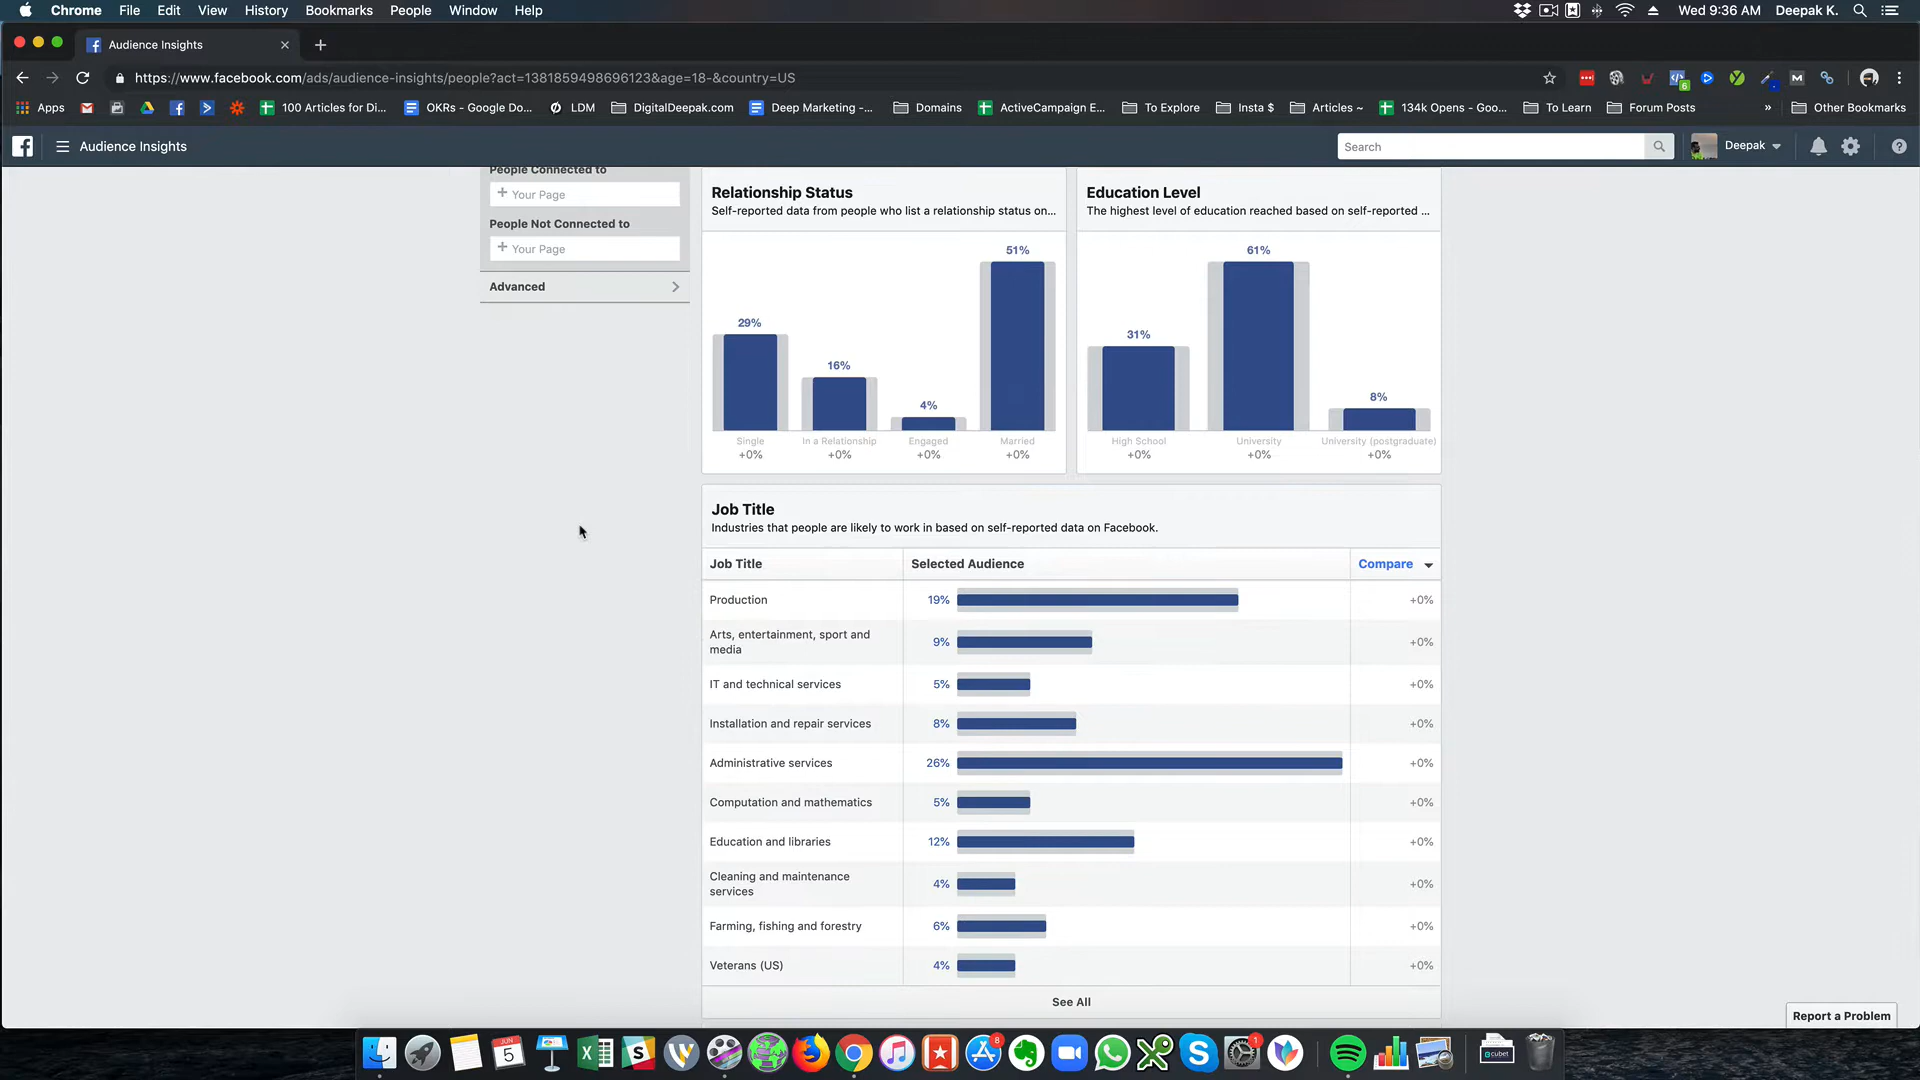 Chrome File Edit View History Bookmarks People Window Help Wed 9:36 AM Deepak K.
Audience Insights
https://www.facebook.com/ads/audience-insights/people?act=1381859498696123&age=18-&country=US
Apps 100 Articles for Di... OKRs - Google Do... LDM DigitalDeepak.com Deep Marketing -... Domains ActiveCampaign E... To Explore Insta $ Articles ~ 134k Opens - Goo... To Learn Forum Posts » Other Bookmarks
Audience Insights Search Deepak
People Connected to
+ Your Page
People Not Connected to
+ Your Page
Advanced
Relationship Status
Self-reported data from people who list a relationship status on...
51%
29%
16%
4%
Single In a Relationship Engaged Married
+0% +0% +0% +0%
Education Level
The highest level of education reached based on self-reported ...
61%
31%
8%
High School University University (postgraduate)
+0% +0% +0%
Job Title
Industries that people are likely to work in based on self-reported data on Facebook.
Job Title Selected Audience Compare
Production 19% +0%
Arts, entertainment, sport and
media 9% +0%
IT and technical services 5% +0%
Installation and repair services 8% +0%
Administrative services 26% +0%
Computation and mathematics 5% +0%
Education and libraries 12% +0%
Cleaning and maintenance
services 4% +0%
Farming, fishing and forestry 6% +0%
Veterans (US) 4% +0%
See All
Report a Problem
JUN
5
8
1
cubet